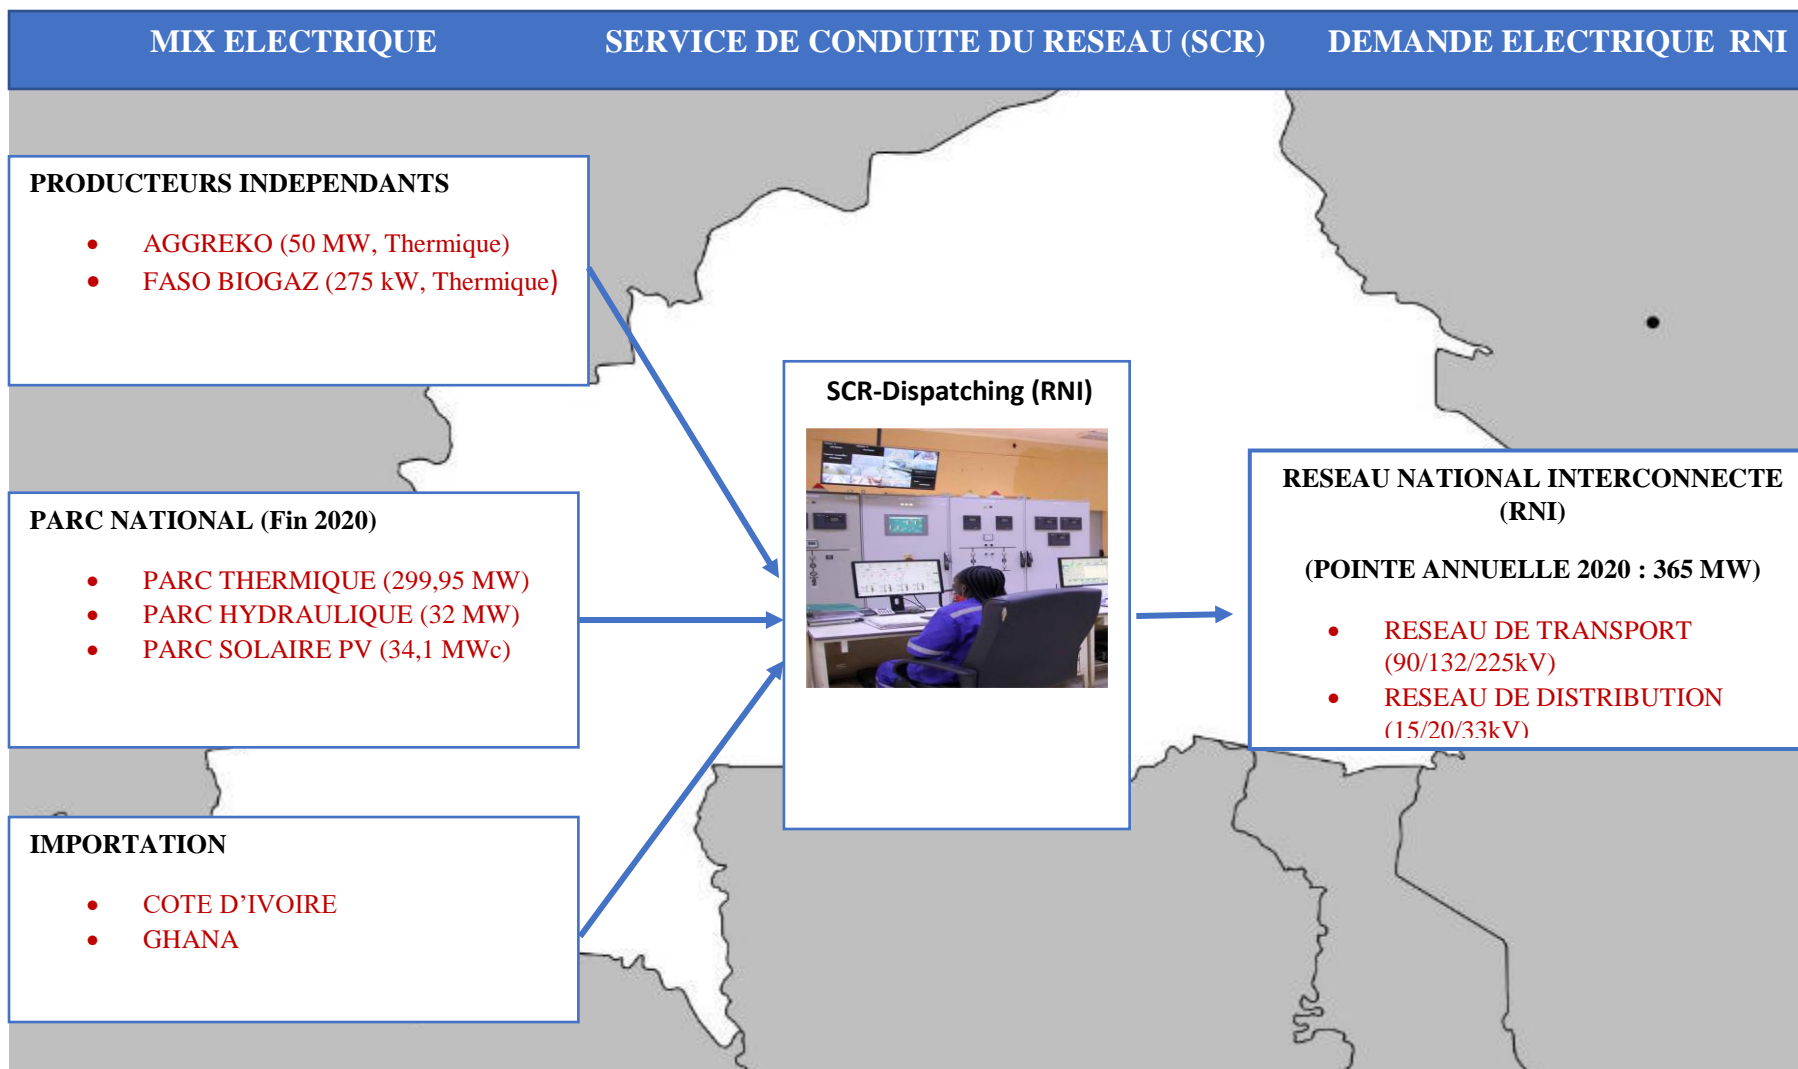 MIX ELECTRIQUE
SERVICE DE CONDUITE DU RESEAU (SCR)
DEMANDE ELECTRIQUE RNI
PRODUCTEURS INDEPENDANTS
• AGGREKO (50 MW, Thermique)
• FASO BIOGAZ (275 kW, Thermique)
PARC NATIONAL (Fin 2020)
• PARC THERMIQUE (299,95 MW)
• PARC HYDRAULIQUE (32 MW)
• PARC SOLAIRE PV (34,1 MWc)
IMPORTATION
• COTE D’IVOIRE
• GHANA
SCR-Dispatching (RNI)
RESEAU NATIONAL INTERCONNECTE
(RNI)
(POINTE ANNUELLE 2020 : 365 MW)
• RESEAU DE TRANSPORT
(90/132/225kV)
• RESEAU DE DISTRIBUTION
(15/20/33kV)